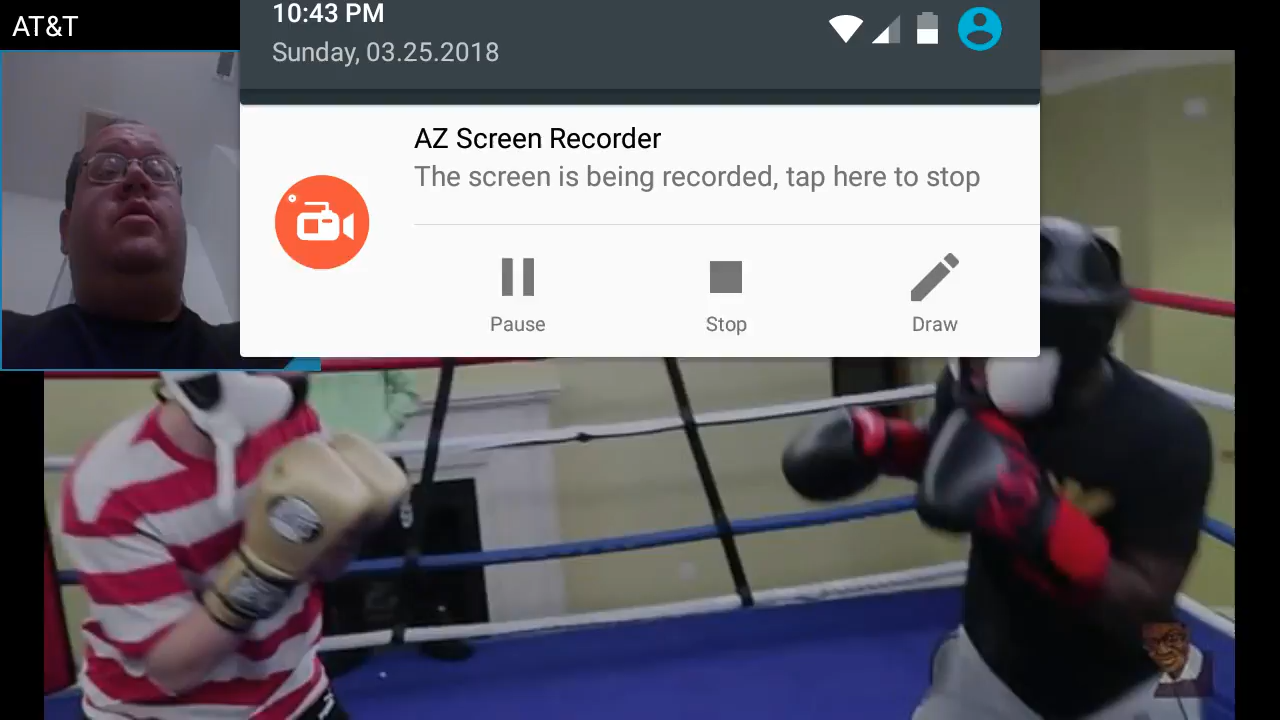 AT&T
10:43 PM
Sunday, 03.25.2018
AZ Screen Recorder
The screen is being recorded, tap here to stop
Pause
Stop
Draw